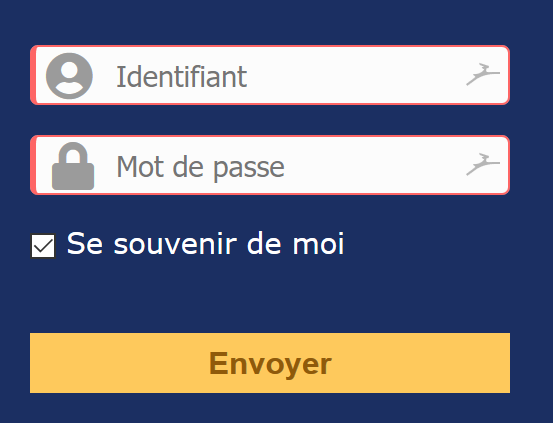 Identifiant
Mot de passe
Se souvenir de moi
Envoyer